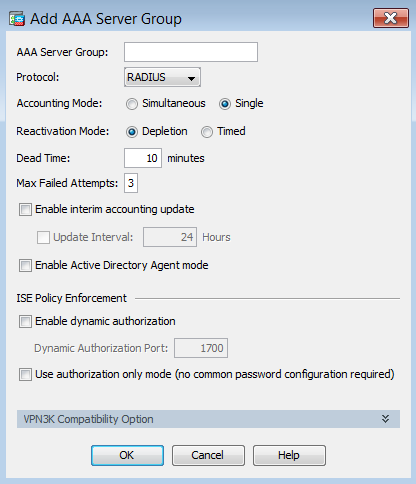 Add AAA Server Group
AAA Server Group:
Protocol: RADIUS
Accounting Mode: Simultaneous Single
Reactivation Mode: Depletion Timed
Dead Time: 10 minutes
Max Failed Attempts: 3
Enable interim accounting update
Update Interval: 24 Hours
Enable Active Directory Agent mode
ISE Policy Enforcement
Enable dynamic authorization
Dynamic Authorization Port: 1700
Use authorization only mode (no common password configuration required)
VPN3K Compatibility Option
OK Cancel Help